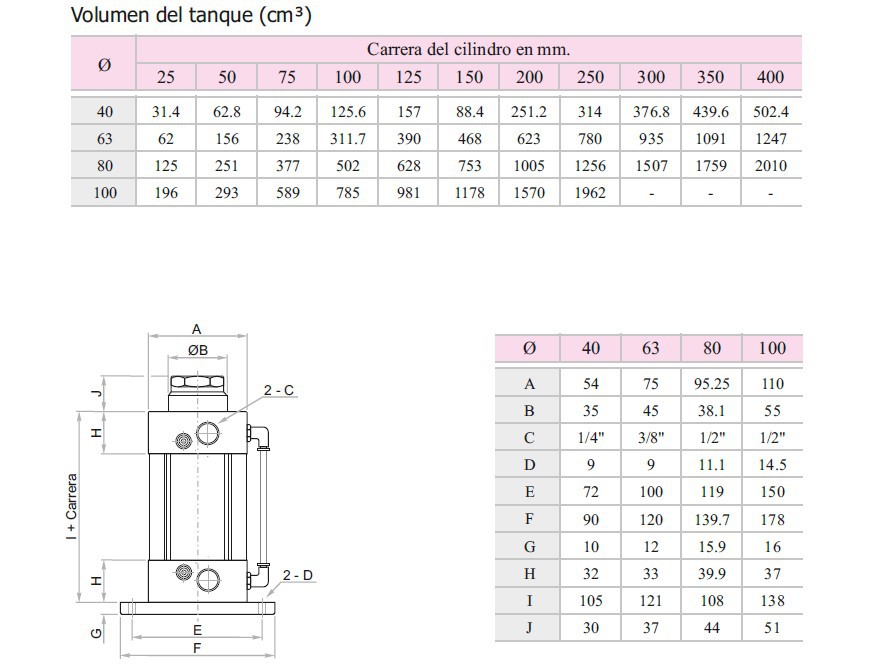 Volumen del tanque (cm³)
Ø Carrera del cilindro en mm.
25 50 75 100 125 150 200 250 300 350 400
40 31.4 62.8 94.2 125.6 157 88.4 251.2 314 376.8 439.6 502.4
63 62 156 238 311.7 390 468 623 780 935 1091 1247
80 125 251 377 502 628 753 1005 1256 1507 1759 2010
100 196 293 589 785 981 1178 1570 1962 - - -
A
ØB
J
2 - C
H
I + Carrera
H
2 - D
G
E
F
Ø 40 63 80 100
A 54 75 95.25 110
B 35 45 38.1 55
C 1/4" 3/8" 1/2" 1/2"
D 9 9 11.1 14.5
E 72 100 119 150
F 90 120 139.7 178
G 10 12 15.9 16
H 32 33 39.9 37
I 105 121 108 138
J 30 37 44 51